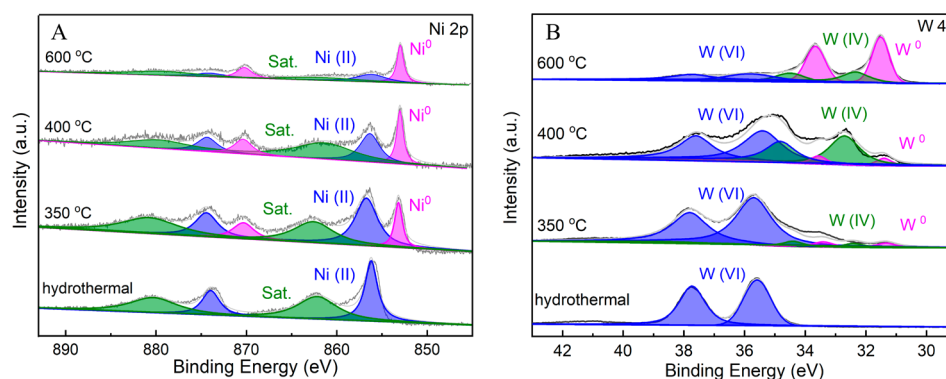 A
Ni 2p
600 °C
Sat.
Ni (II)
Ni⁰
400 °C
Sat.
Ni (II)
Ni⁰
350 °C
Sat.
Ni (II)
Ni⁰
hydrothermal
Sat.
Ni (II)
890 880 870 860 850
Binding Energy (eV)
Intensity (a.u.)
B
W 4
600 °C
W (VI)
W (IV)
W⁰
400 °C
W (VI)
W (IV)
W⁰
350 °C
W (VI)
W (IV)
W⁰
hydrothermal
W (VI)
42 40 38 36 34 32 30
Binding Energy (eV)
Intensity (a.u.)